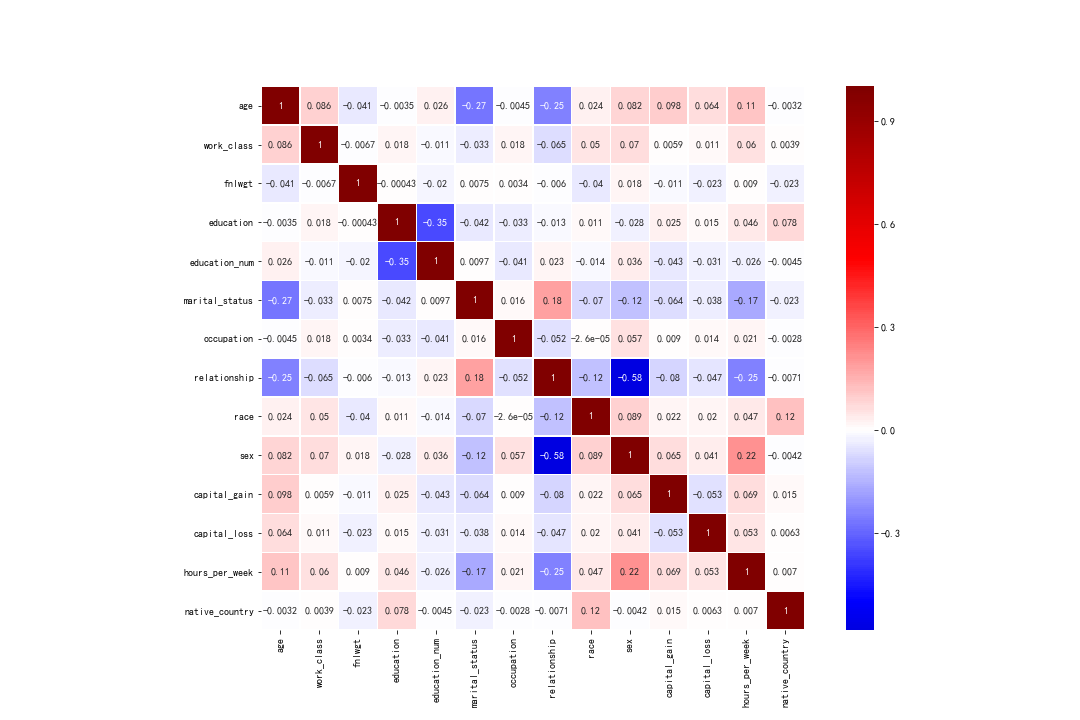 age 1 0.086 -0.041 -0.0035 0.026 -0.27 -0.0045 -0.25 0.024 0.082 0.098 0.064 0.11 -0.0032
work_class 0.086 1 -0.0067 0.018 -0.011 -0.033 0.018 -0.065 0.05 0.07 0.0059 0.011 0.06 0.0039
fnlwgt -0.041 -0.0067 1 -0.00043 -0.02 0.0075 0.0034 -0.006 -0.04 0.018 -0.011 -0.023 0.009 -0.023
education -0.0035 0.018 -0.00043 1 -0.35 -0.042 -0.033 -0.013 0.011 -0.028 0.025 0.015 0.046 0.078
education_num 0.026 -0.011 -0.02 -0.35 1 0.0097 -0.041 0.023 -0.014 0.036 -0.043 -0.031 -0.026 -0.0045
marital_status -0.27 -0.033 0.0075 -0.042 0.0097 1 0.016 0.18 -0.07 -0.12 -0.064 -0.038 -0.17 -0.023
occupation -0.0045 0.018 0.0034 -0.033 -0.041 0.016 1 -0.052 -2.6e-05 0.057 0.009 0.014 0.021 -0.0028
relationship -0.25 -0.065 -0.006 -0.013 0.023 0.18 -0.052 1 -0.12 -0.58 -0.08 -0.047 -0.25 -0.0071
race 0.024 0.05 -0.04 0.011 -0.014 -0.07 -2.6e-05 -0.12 1 0.089 0.022 0.02 0.047 0.12
sex 0.082 0.07 0.018 -0.028 0.036 -0.12 0.057 -0.58 0.089 1 0.065 0.041 0.22 -0.0042
capital_gain 0.098 0.0059 -0.011 0.025 -0.043 -0.064 0.009 -0.08 0.022 0.065 1 -0.053 0.069 0.015
capital_loss 0.064 0.011 -0.023 0.015 -0.031 -0.038 0.014 -0.047 0.02 0.041 -0.053 1 0.053 0.0063
hours_per_week 0.11 0.06 0.009 0.046 -0.026 -0.17 0.021 -0.25 0.047 0.22 0.069 0.053 1 0.007
native_country -0.0032 0.0039 -0.023 0.078 -0.0045 -0.023 -0.0028 -0.0071 0.12 -0.0042 0.015 0.0063 0.007 1
age
work_class
fnlwgt
education
education_num
marital_status
occupation
relationship
race
sex
capital_gain
capital_loss
hours_per_week
native_country
0.9
0.6
0.3
0.0
-0.3